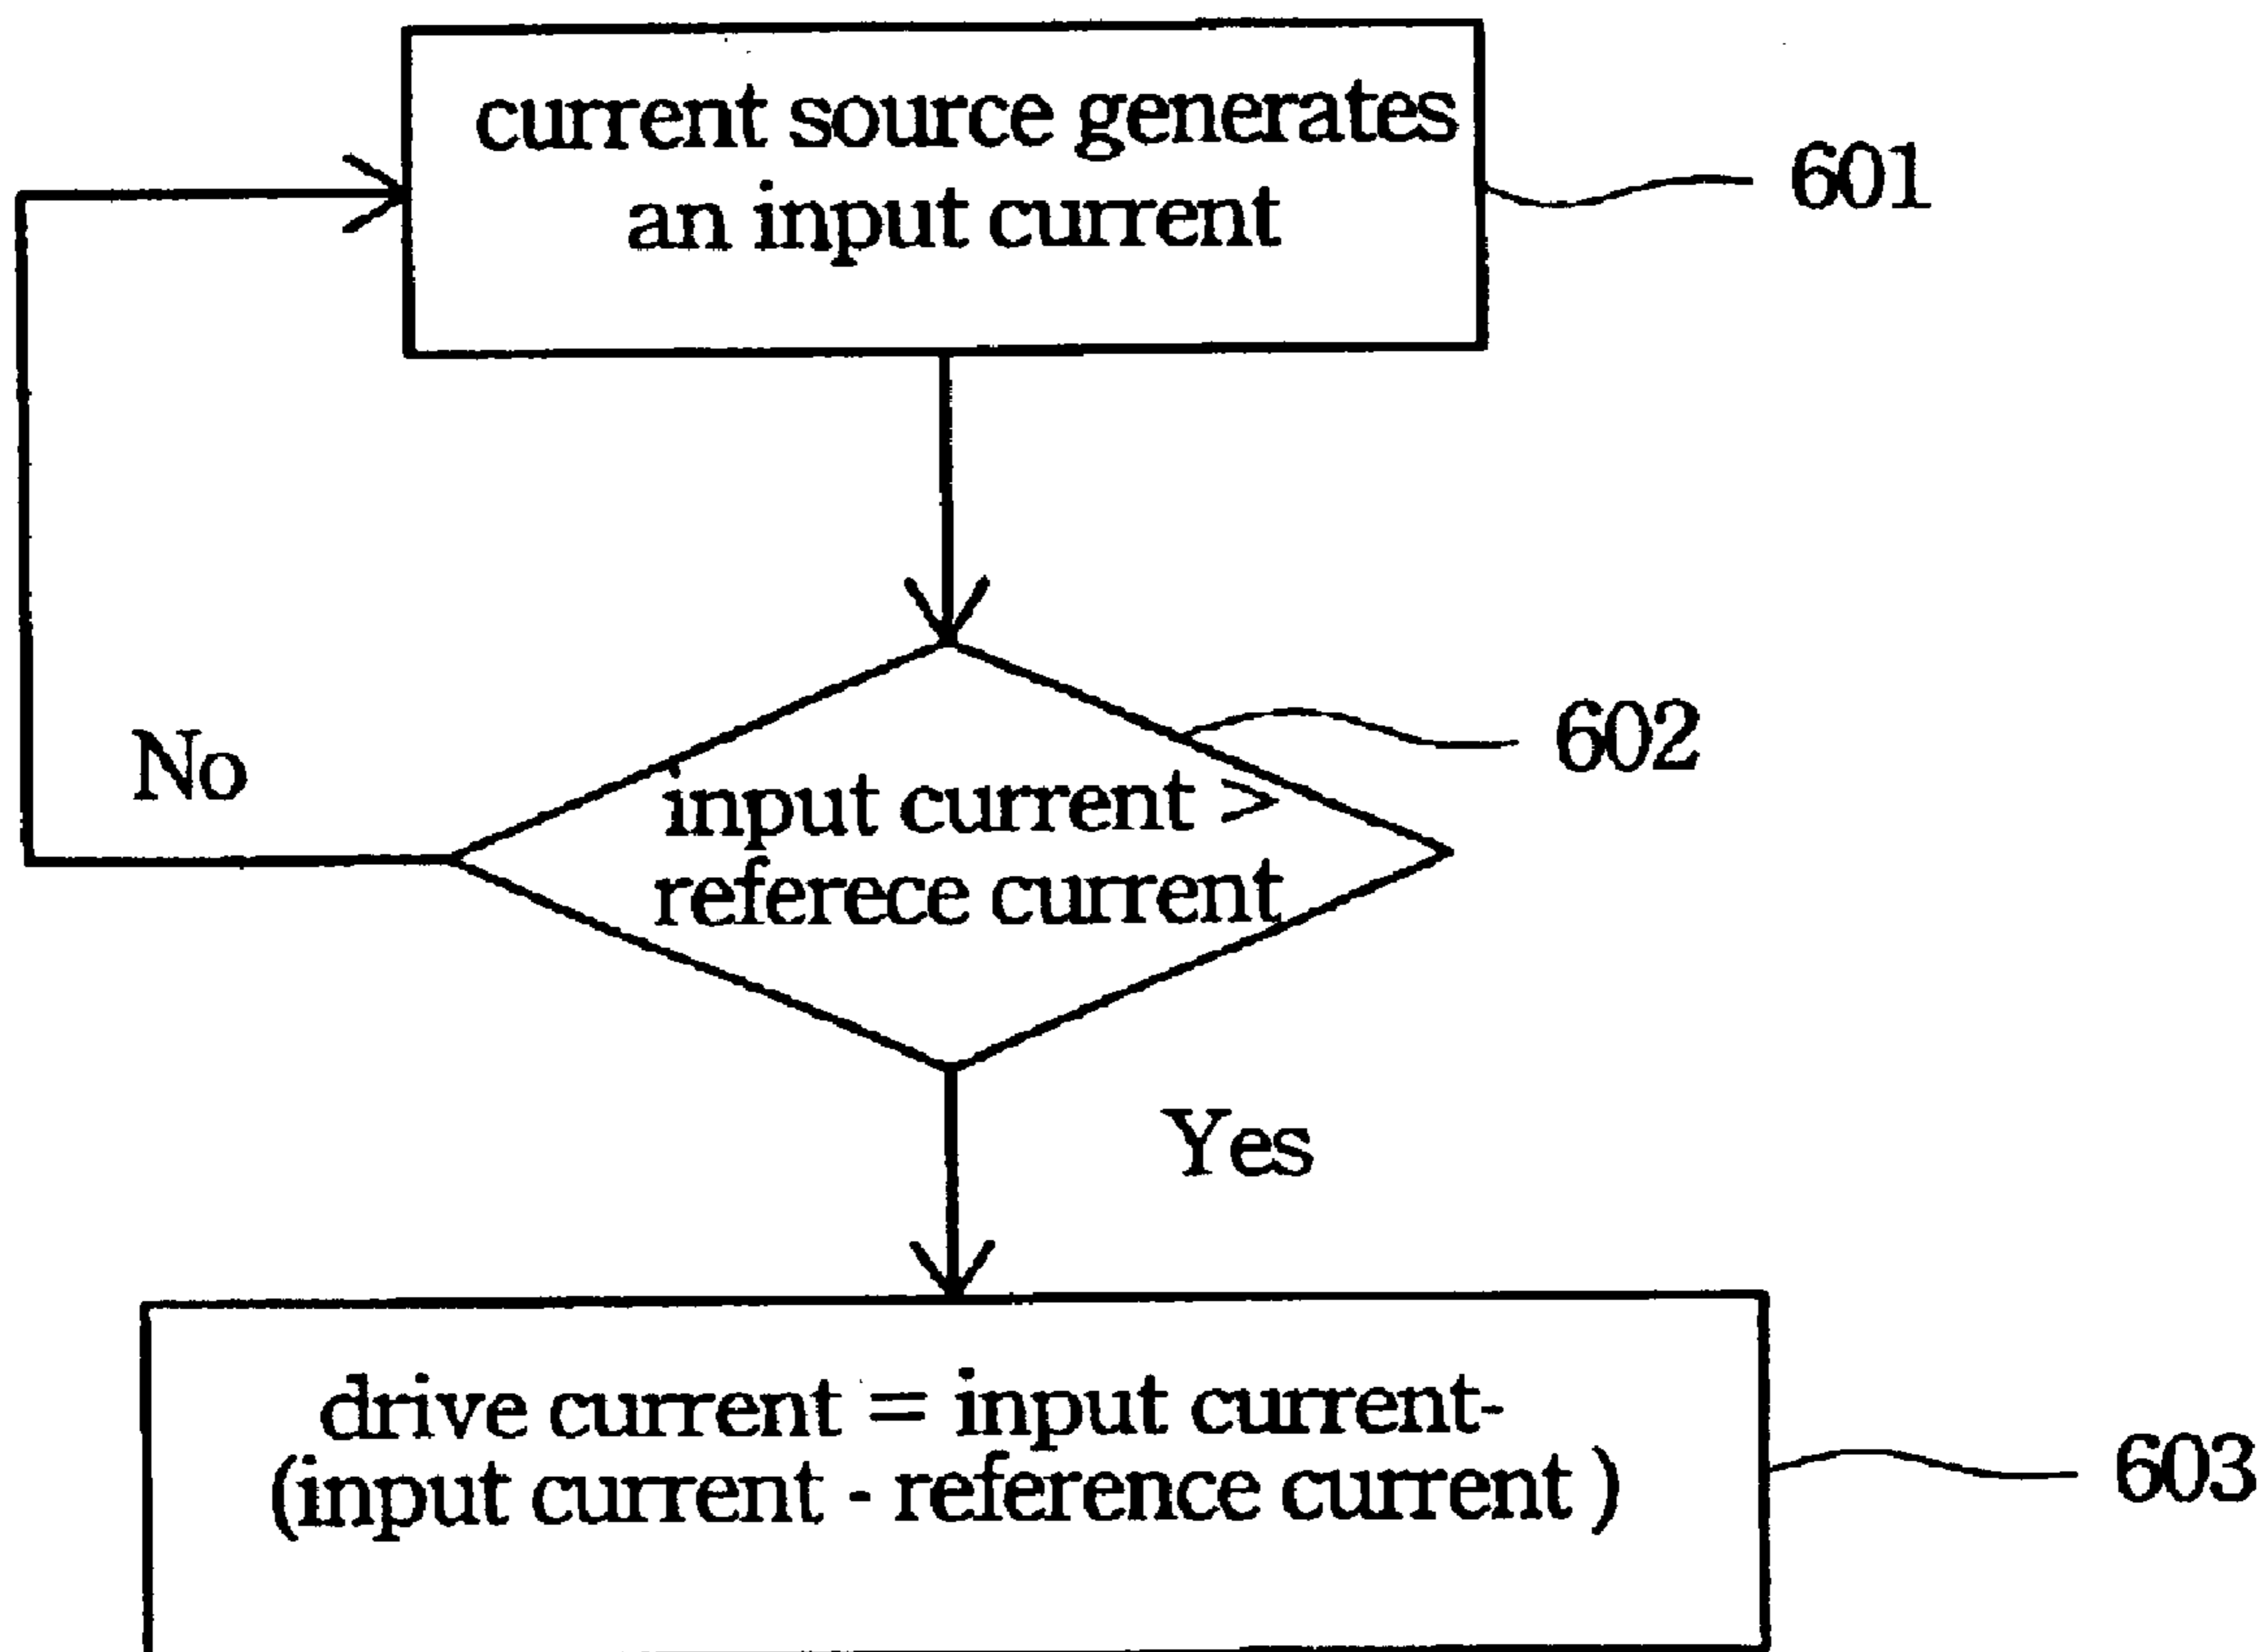 current source generates
an input current
601
602
No
input current >
referece current
Yes
drive current = input current-
(input current - reference current)
603